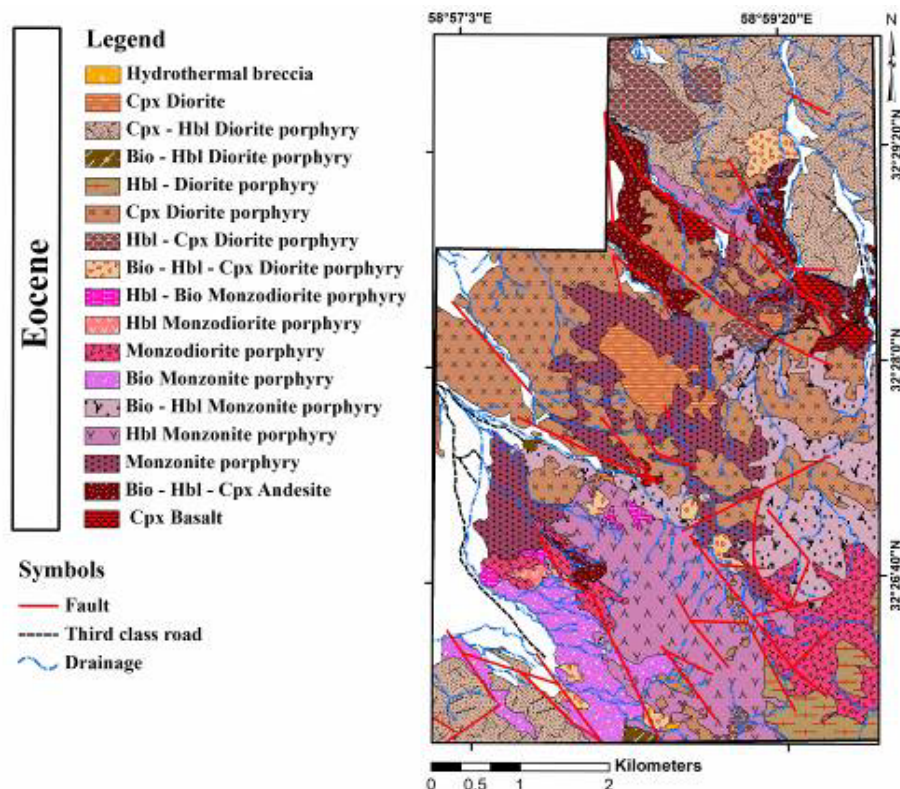 58°57'3"E
58°59'20"E
N
Legend
Eocene
Hydrothermal breccia
Cpx Diorite
Cpx - Hbl Diorite porphyry
Bio - Hbl Diorite porphyry
Hbl - Diorite porphyry
Cpx Diorite porphyry
Hbl - Cpx Diorite porphyry
Bio - Hbl - Cpx Diorite porphyry
Hbl - Bio Monzodiorite porphyry
Hbl Monzodiorite porphyry
Monzodiorite porphyry
Bio Monzonite porphyry
Bio - Hbl Monzonite porphyry
Hbl Monzonite porphyry
Monzonite porphyry
Bio - Hbl - Cpx Andesite
Cpx Basalt
Symbols
Fault
Third class road
Drainage
32°29'20"N
32°28'0"N
32°26'40"N
Kilometers
0 0.5 1 2